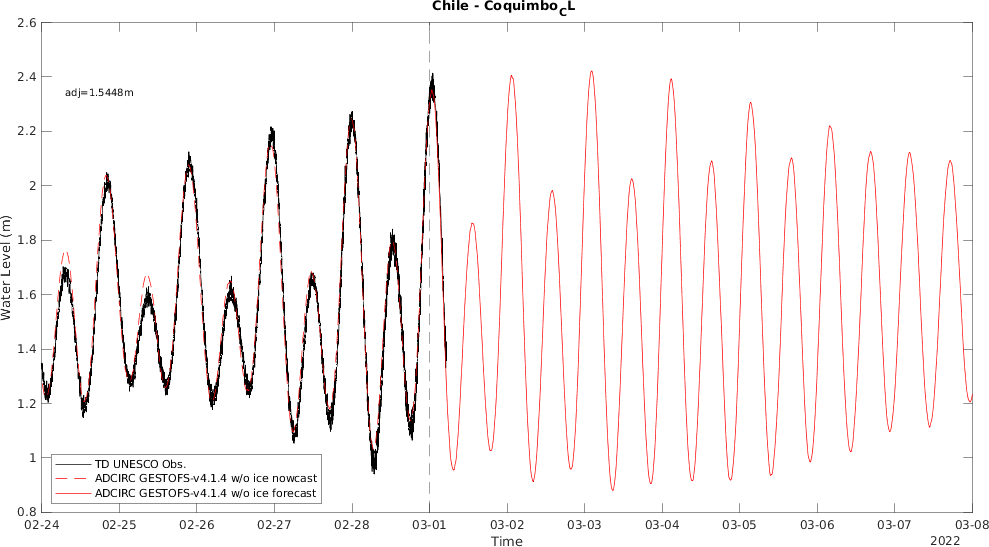 Chile - Coquimbo_CL
adj=1.5448m
Water Level (m)
2.6
2.4
2.2
2
1.8
1.6
1.4
1.2
1
0.8
TD UNESCO Obs.
ADCIRC GESTOFS-v4.1.4 w/o ice nowcast
ADCIRC GESTOFS-v4.1.4 w/o ice forecast
02-24 02-25 02-26 02-27 02-28 03-01 03-02 03-03 03-04 03-05 03-06 03-07 03-08
Time
2022